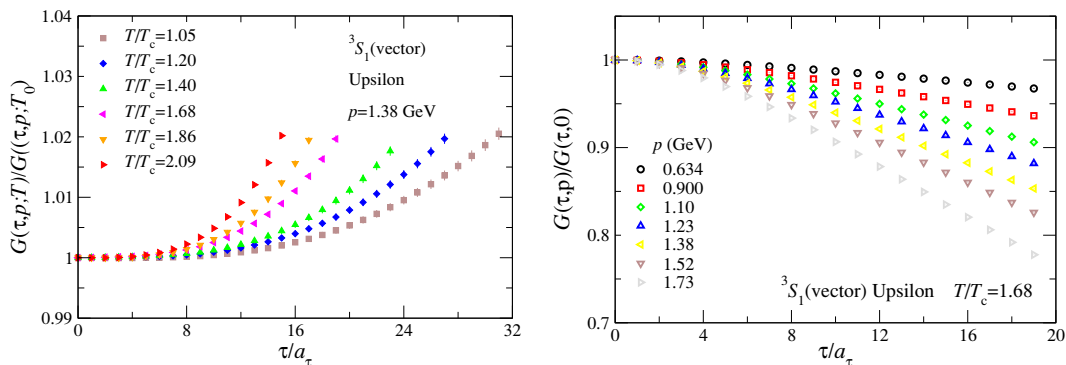 1.04
1.03
1.02
1.01
1
0.99
G(τ,p;T)/G((τ,p;T₀)
T/Tc=1.05
T/Tc=1.20
T/Tc=1.40
T/Tc=1.68
T/Tc=1.86
T/Tc=2.09
³S₁(vector)
Upsilon
p=1.38 GeV
0 8 16 24 32
τ/aτ
1
0.9
0.8
0.7
G(τ,p)/G(τ,0)
p (GeV)
0.634
0.900
1.10
1.23
1.38
1.52
1.73
³S₁(vector) Upsilon T/Tc=1.68
0 4 8 12 16 20
τ/aτ